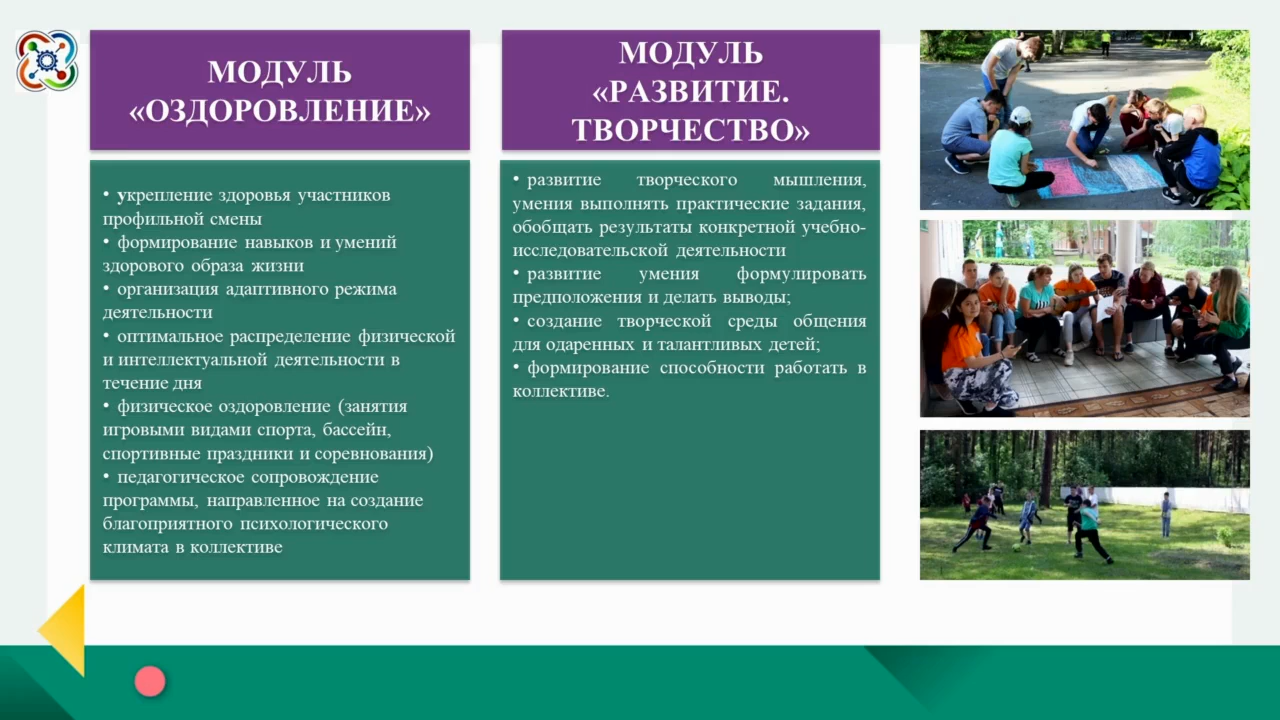 МОДУЛЬ
«ОЗДОРОВЛЕНИЕ»
• укрепление здоровья участников
профильной смены
• формирование навыков и умений
здорового образа жизни
• организация адаптивного режима
деятельности
• оптимальное распределение физической
и интеллектуальной деятельности в
течение дня
• физическое оздоровление (занятия
игровыми видами спорта, бассейн,
спортивные праздники и соревнования)
• педагогическое сопровождение
программы, направленное на создание
благоприятного психологического
климата в коллективе
МОДУЛЬ
«РАЗВИТИЕ.
ТВОРЧЕСТВО»
• развитие творческого мышления,
умения выполнять практические задания,
обобщать результаты конкретной учебно-
исследовательской деятельности
• развитие умения формулировать
предположения и делать выводы;
• создание творческой среды общения
для одаренных и талантливых детей;
• формирование способности работать в
коллективе.